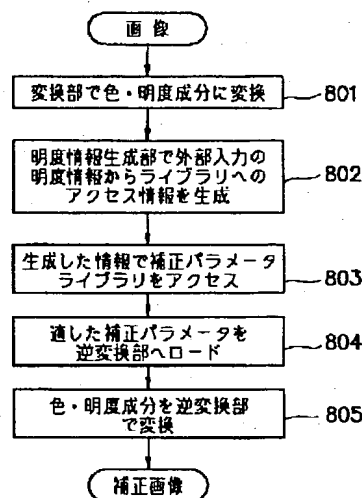 画像
変換部で色・明度成分に変換
801
明度情報生成部で外部入力の
明度情報からライブラリへの
アクセス情報を生成
802
生成した情報で補正パラメータ
ライブラリをアクセス
803
適した補正パラメータを
逆変換部へロード
804
色・明度成分を逆変換部
で変換
805
補正画像